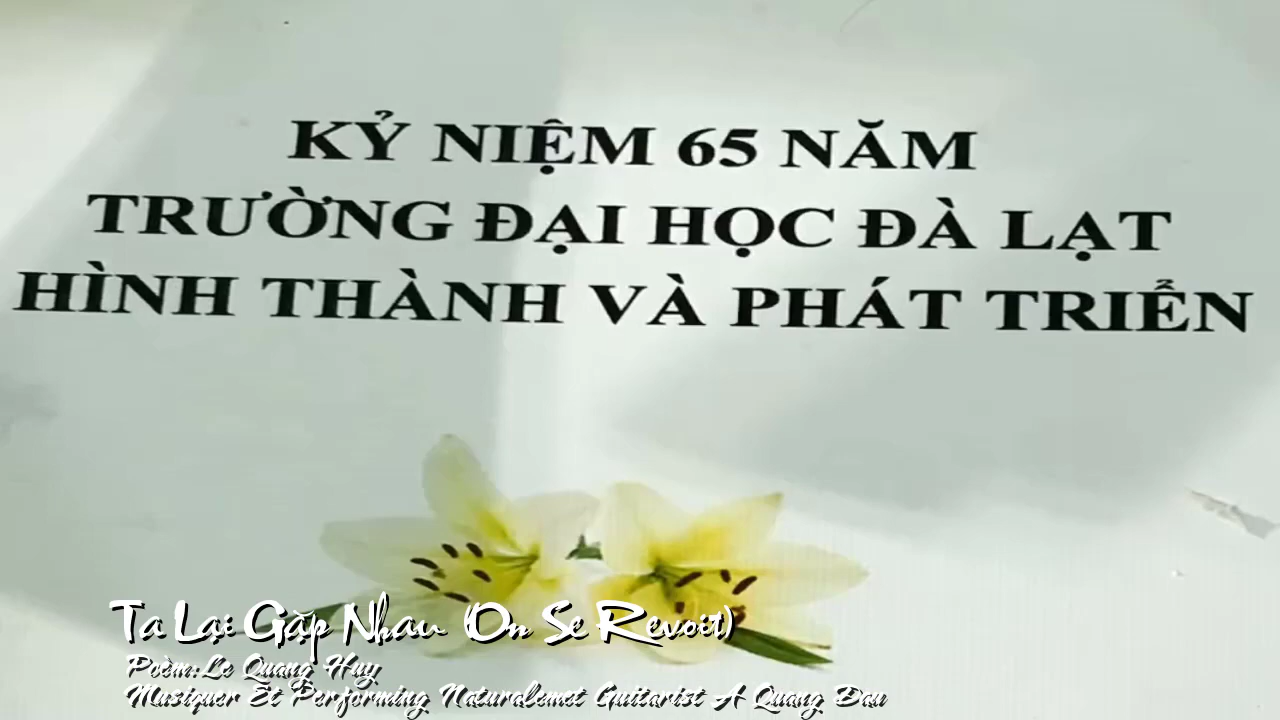 KỶ NIỆM 65 NĂM
TRƯỜNG ĐẠI HỌC ĐÀ LẠT
HÌNH THÀNH VÀ PHÁT TRIỂN
Ta Lại Gặp Nhau (On Se Revoit)
Poèm:Le Quang Huy
Musiquer Et Performing Naturalemet Guitarist A Quang Đau